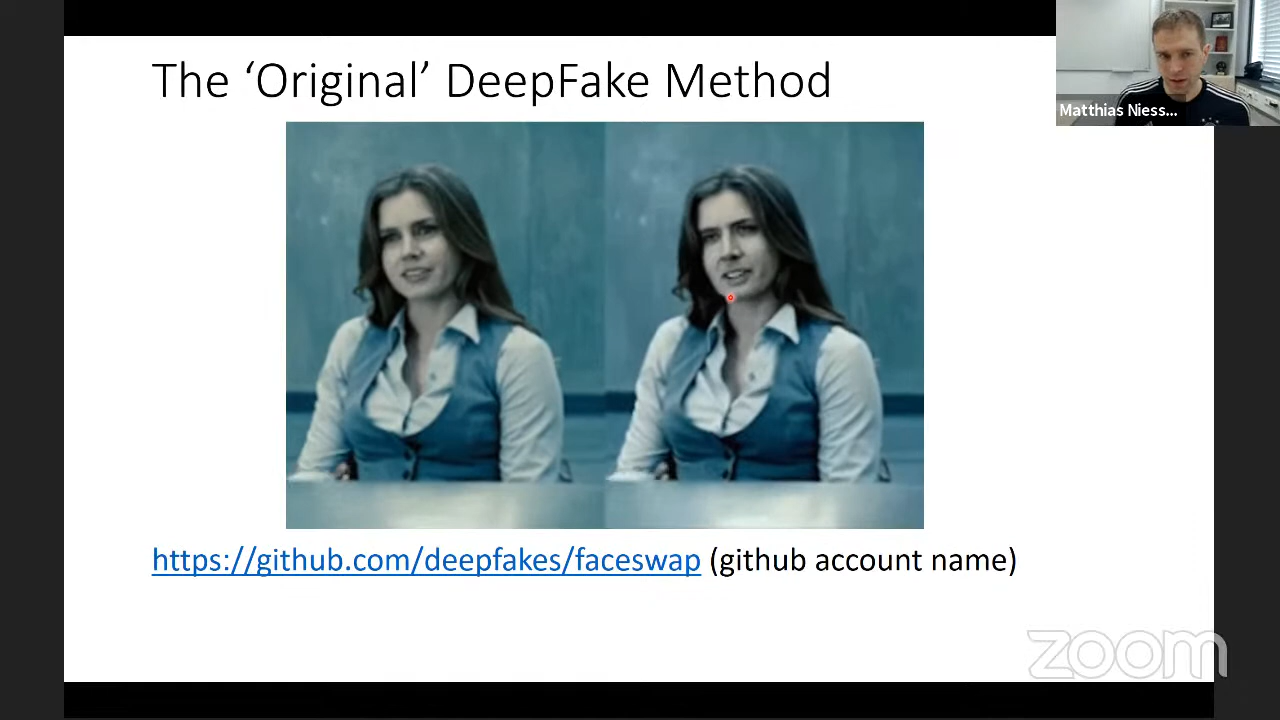 The ‘Original’ DeepFake Method
Matthias Niess...
https://github.com/deepfakes/faceswap (github account name)
zoom